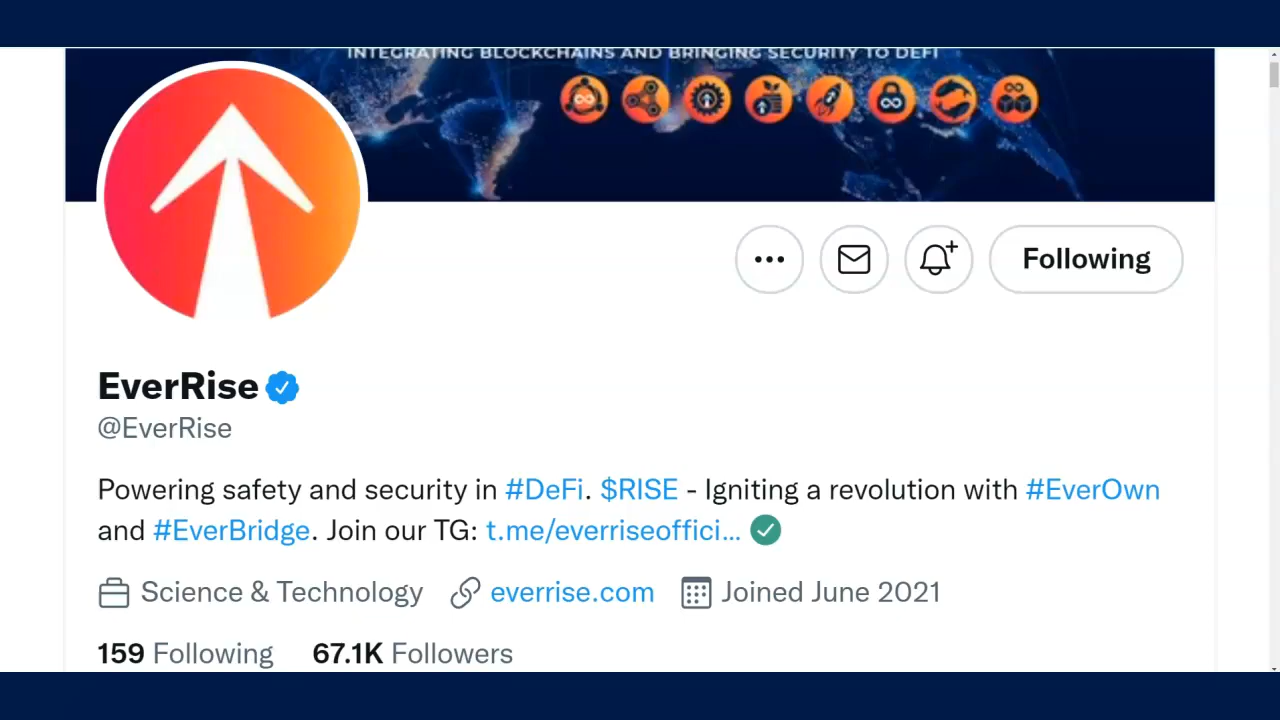 INTEGRATING BLOCKCHAINS AND BRINGING SECURITY TO DEFI
Following
EverRise
@EverRise
Powering safety and security in #DeFi. $RISE - Igniting a revolution with #EverOwn
and #EverBridge. Join our TG: t.me/everriseoffici...
Science & Technology everrise.com Joined June 2021
159 Following 67.1K Followers